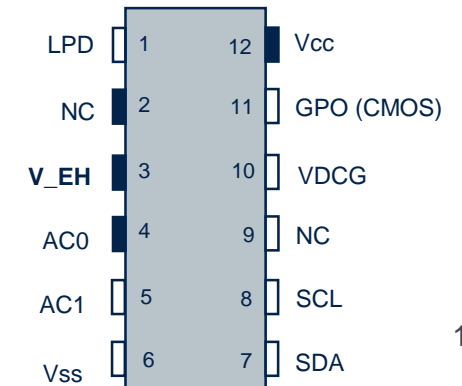 LPD 1 12 Vcc
NC 2 11 GPO (CMOS)
V_EH 3 10 VDCG
AC0 4 9 NC
AC1 5 8 SCL
Vss 6 7 SDA
1